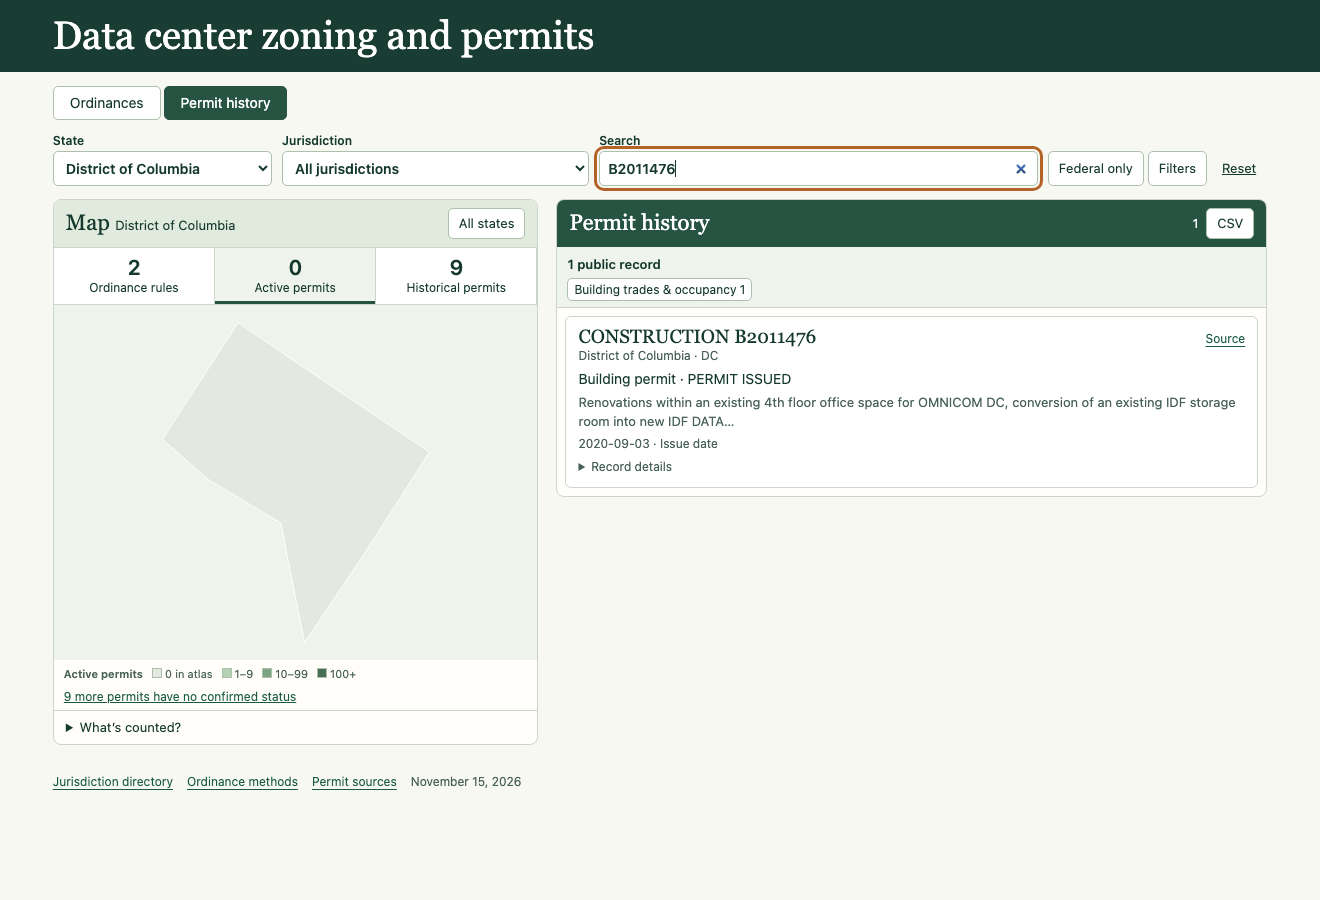 Data center zoning and permits
Ordinances
Permit history
State
Jurisdiction
Search
District of Columbia
All jurisdictions
B2011476
Federal only
Filters
Reset
Map District of Columbia
All states
2
Ordinance rules
0
Active permits
9
Historical permits
Active permits 0 in atlas 1–9 10–99 100+
9 more permits have no confirmed status
What's counted?
Permit history
1
CSV
1 public record
Building trades & occupancy 1
CONSTRUCTION B2011476
Source
District of Columbia · DC
Building permit · PERMIT ISSUED
Renovations within an existing 4th floor office space for OMNICOM DC, conversion of an existing IDF storage
room into new IDF DATA…
2020-09-03 · Issue date
Record details
Jurisdiction directory
Ordinance methods
Permit sources
November 15, 2026